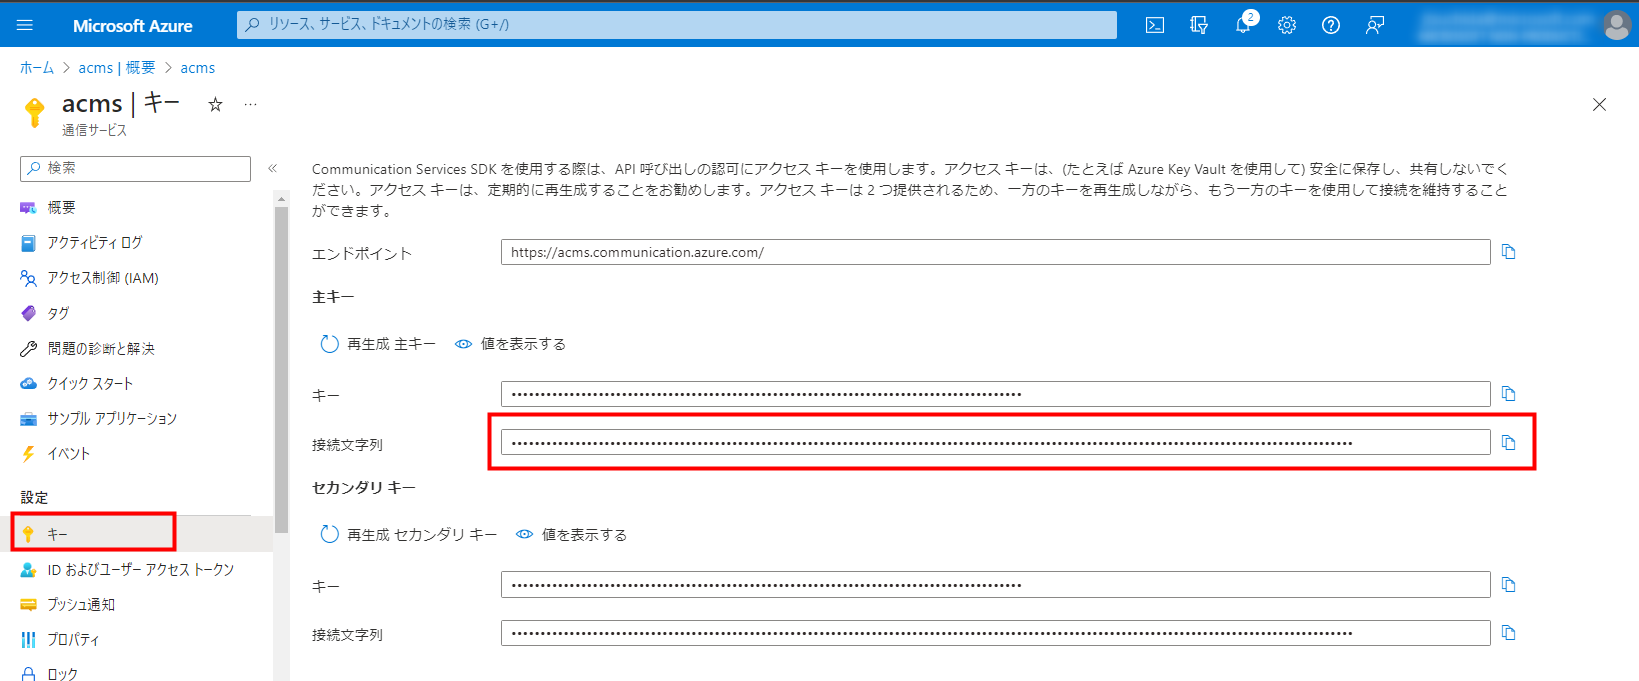 Microsoft Azure
リソース、サービス、ドキュメントの検索 (G+/)
2
ホーム > acms | 概要 > acms
acms | キー
通信サービス
検索
概要
アクティビティ ログ
アクセス制御 (IAM)
タグ
問題の診断と解決
クイック スタート
サンプル アプリケーション
イベント
設定
キー
ID およびユーザー アクセス トークン
プッシュ通知
プロパティ
ロック
Communication Services SDK を使用する際は、API 呼び出しの認可にアクセス キーを使用します。アクセス キーは、(たとえば Azure Key Vault を使用して) 安全に保存し、共有しないでく
ださい。アクセス キーは、定期的に再生成することをお勧めします。アクセス キーは 2 つ提供されるため、一方のキーを再生成しながら、もう一方のキーを使用して接続を維持すること
ができます。
エンドポイント
https://acms.communication.azure.com/
主キー
再生成 主キー 値を表示する
キー
接続文字列
セカンダリ キー
再生成 セカンダリ キー 値を表示する
キー
接続文字列